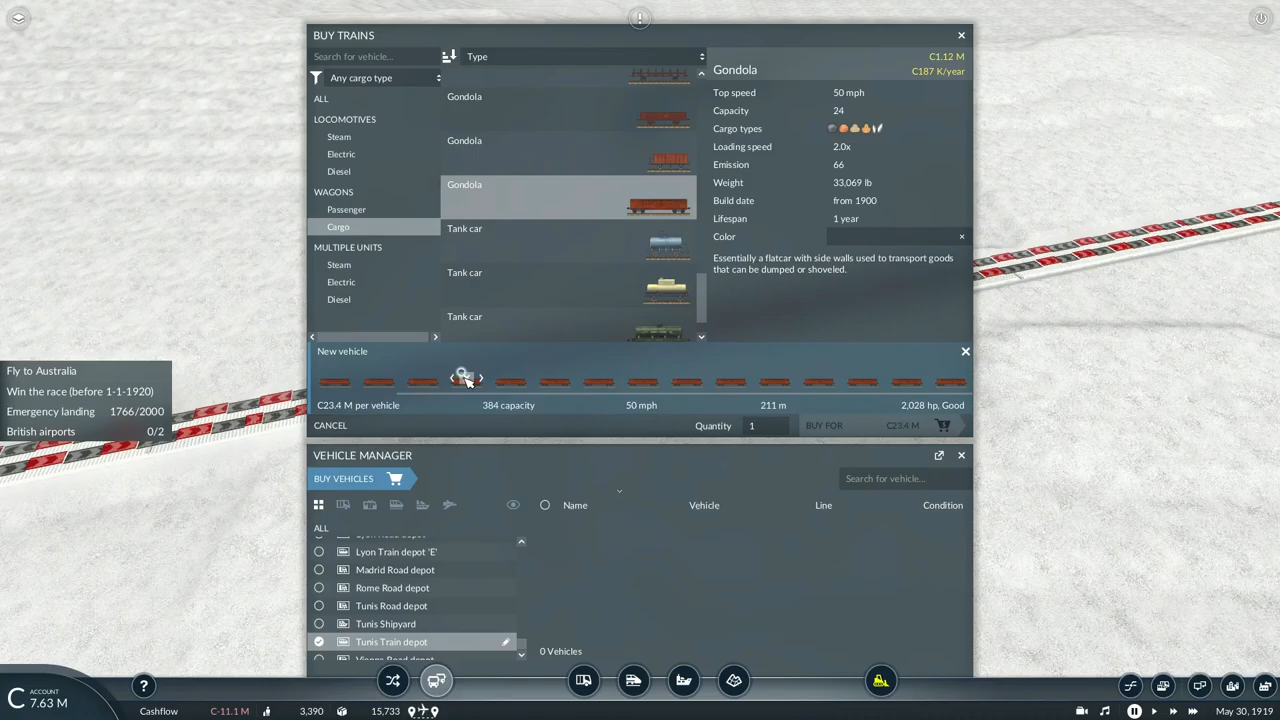 BUY TRAINS
Search for vehicle...
Type
C1.12 M
Any cargo type
Gondola
C187 K/year
ALL
Gondola
Top speed 50 mph
Capacity 24
LOCOMOTIVES
Cargo types
Steam
Gondola
Loading speed 2.0x
Electric
Emission 66
Diesel
Gondola
Weight 33,069 lb
WAGONS
Build date from 1900
Passenger
Lifespan 1 year
Cargo
Tank car
Color
MULTIPLE UNITS
Essentially a flatcar with side walls used to transport goods
that can be dumped or shoveled.
Steam
Tank car
Electric
Diesel
Tank car
New vehicle
C23.4 M per vehicle 384 capacity 50 mph 211 m 2,028 hp, Good
CANCEL Quantity 1 BUY FOR C23.4 M
Fly to Australia
Win the race (before 1-1-1920)
Emergency landing 1766/2000
British airports 0/2
VEHICLE MANAGER
BUY VEHICLES
Search for vehicle...
Name Vehicle Line Condition
ALL
Lyon Train depot 'E'
Madrid Road depot
Rome Road depot
Tunis Road depot
Tunis Shipyard
Tunis Train depot
0 Vehicles
C ACCOUNT
7.63 M
Cashflow C-11.1 M 3,390 15,733
May 30, 1919